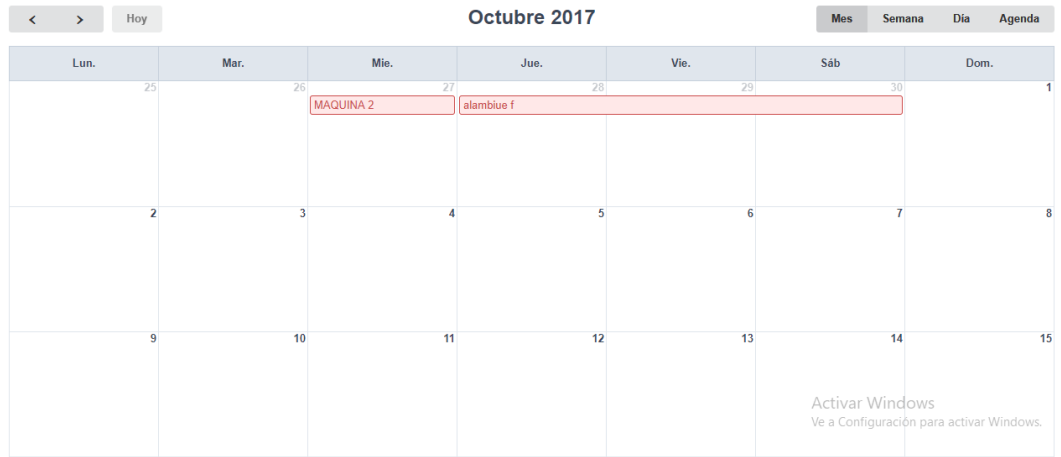 < > Hoy Octubre 2017 Mes Semana Día Agenda
Lun. Mar. Mie. Jue. Vie. Sáb Dom.
25 26 27 28 29 30 1
MAQUINA 2 alambiue f
2 3 4 5 6 7 8
9 10 11 12 13 14 15
Activar Windows
Ve a Configuración para activar Windows.